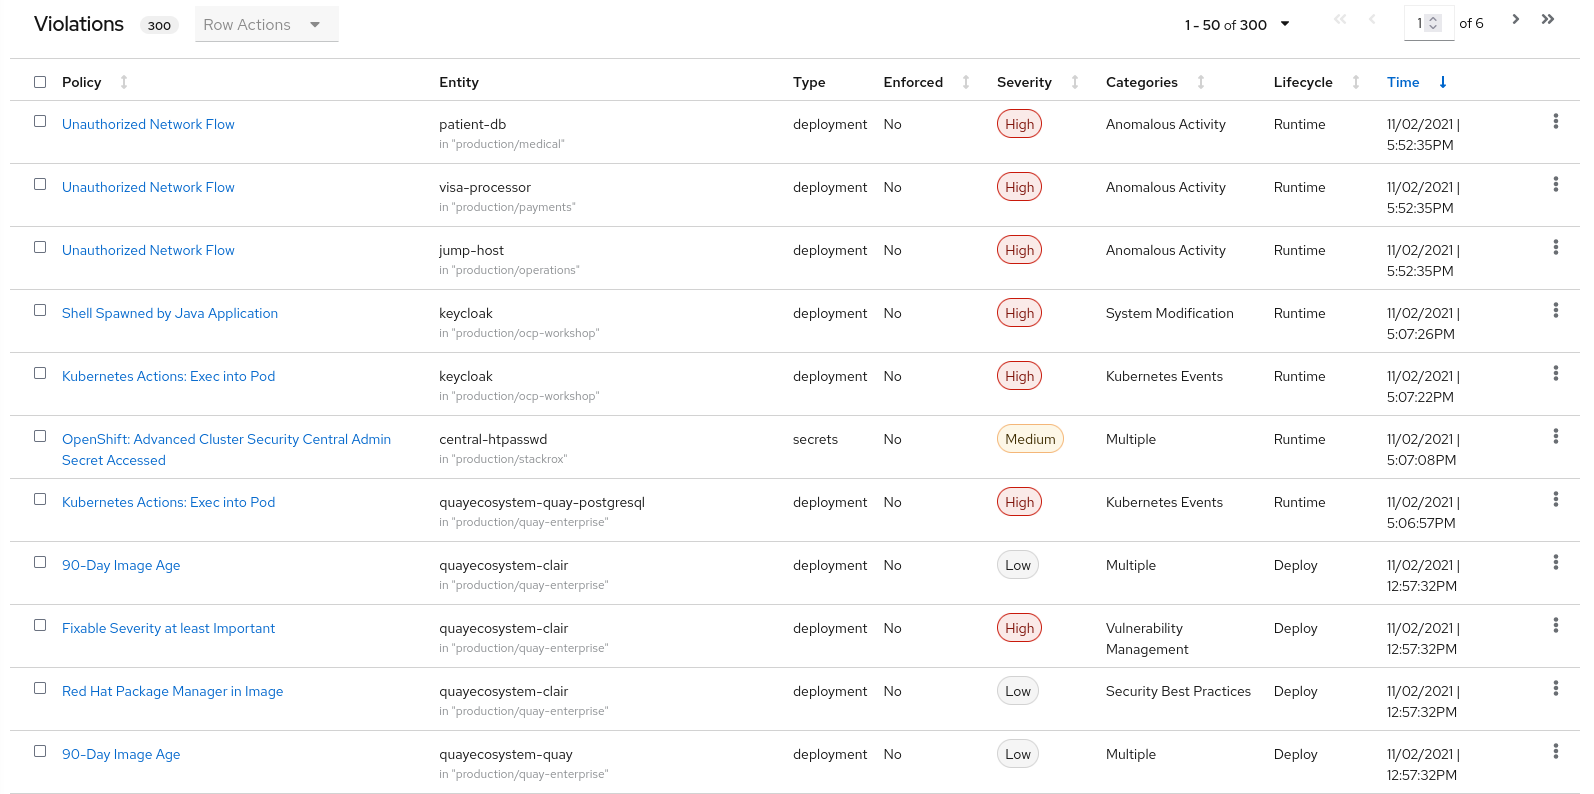 Violations 300 Row Actions 1 - 50 of 300 1 of 6
Policy Entity Type Enforced Severity Categories Lifecycle Time
Unauthorized Network Flow patient-db deployment No High Anomalous Activity Runtime 11/02/2021 |
in "production/medical" 5:52:35PM
Unauthorized Network Flow visa-processor deployment No High Anomalous Activity Runtime 11/02/2021 |
in "production/payments" 5:52:35PM
Unauthorized Network Flow jump-host deployment No High Anomalous Activity Runtime 11/02/2021 |
in "production/operations" 5:52:35PM
Shell Spawned by Java Application keycloak deployment No High System Modification Runtime 11/02/2021 |
in "production/ocp-workshop" 5:07:26PM
Kubernetes Actions: Exec into Pod keycloak deployment No High Kubernetes Events Runtime 11/02/2021 |
in "production/ocp-workshop" 5:07:22PM
OpenShift: Advanced Cluster Security Central Admin central-htpasswd secrets No Medium Multiple Runtime 11/02/2021 |
Secret Accessed in "production/stackrox" 5:07:08PM
Kubernetes Actions: Exec into Pod quayecosystem-quay-postgresql deployment No High Kubernetes Events Runtime 11/02/2021 |
in "production/quay-enterprise" 5:06:57PM
90-Day Image Age quayecosystem-clair deployment No Low Multiple Deploy 11/02/2021 |
in "production/quay-enterprise" 12:57:32PM
Fixable Severity at least Important quayecosystem-clair deployment No High Vulnerability Deploy 11/02/2021 |
in "production/quay-enterprise" Management 12:57:32PM
Red Hat Package Manager in Image quayecosystem-clair deployment No Low Security Best Practices Deploy 11/02/2021 |
in "production/quay-enterprise" 12:57:32PM
90-Day Image Age quayecosystem-quay deployment No Low Multiple Deploy 11/02/2021 |
in "production/quay-enterprise" 12:57:32PM